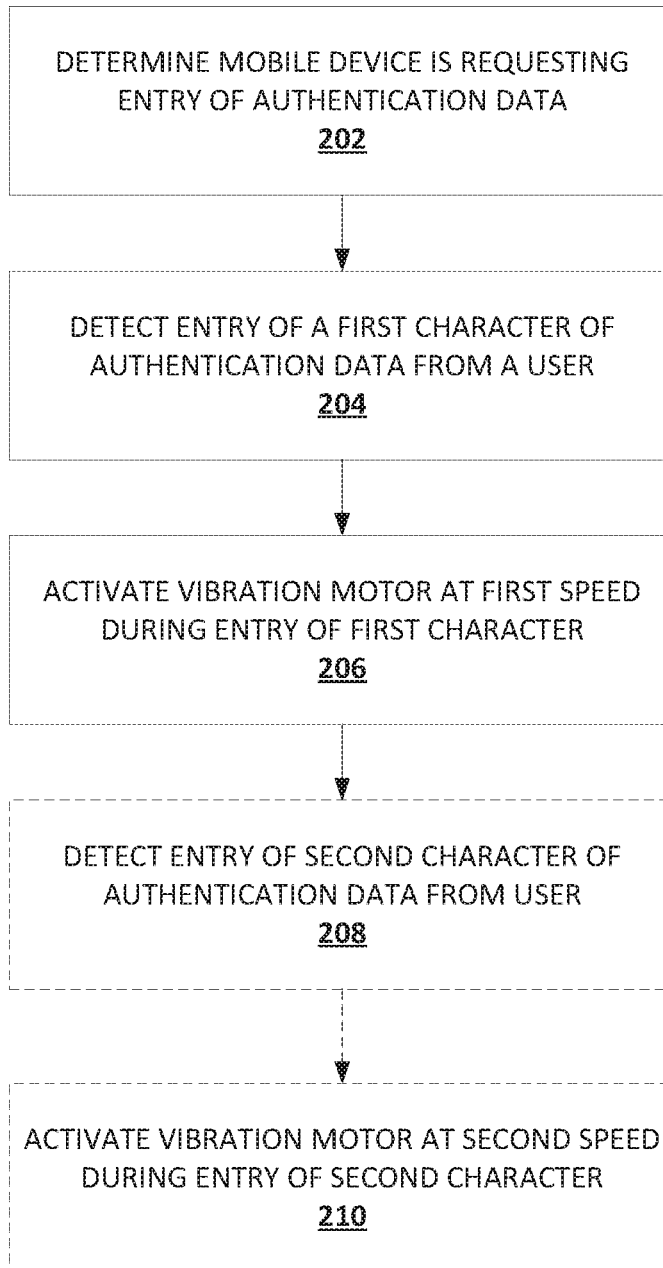 DETERMINE MOBILE DEVICE IS REQUESTING
ENTRY OF AUTHENTICATION DATA
202
DETECT ENTRY OF A FIRST CHARACTER OF
AUTHENTICATION DATA FROM A USER
204
ACTIVATE VIBRATION MOTOR AT FIRST SPEED
DURING ENTRY OF FIRST CHARACTER
206
DETECT ENTRY OF SECOND CHARACTER OF
AUTHENTICATION DATA FROM USER
208
ACTIVATE VIBRATION MOTOR AT SECOND SPEED
DURING ENTRY OF SECOND CHARACTER
210